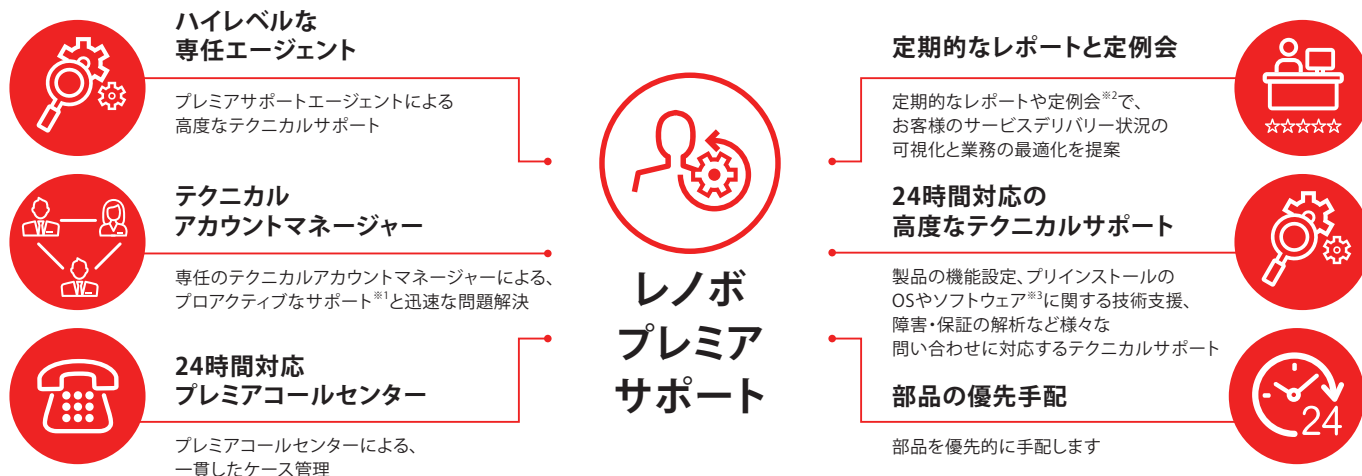 ハイレベルな
専任エージェント
プレミアサポートエージェントによる
高度なテクニカルサポート
テクニカル
アカウントマネージャー
専任のテクニカルアカウントマネージャーによる、
プロアクティブなサポート※1と迅速な問題解決
24時間対応
プレミアコールセンター
プレミアコールセンターによる、
一貫したケース管理
レノボ
プレミア
サポート
定期的なレポートと定例会
定期的なレポートや定例会※2で、
お客様のサービスデリバリー状況の
可視化と業務の最適化を提案
24時間対応の
高度なテクニカルサポート
製品の機能設定、プリインストールの
OSやソフトウェア※3に関する技術支援、
障害・保証の解析など様々な
問い合わせに対応するテクニカルサポート
部品の優先手配
部品を優先的に手配します
24